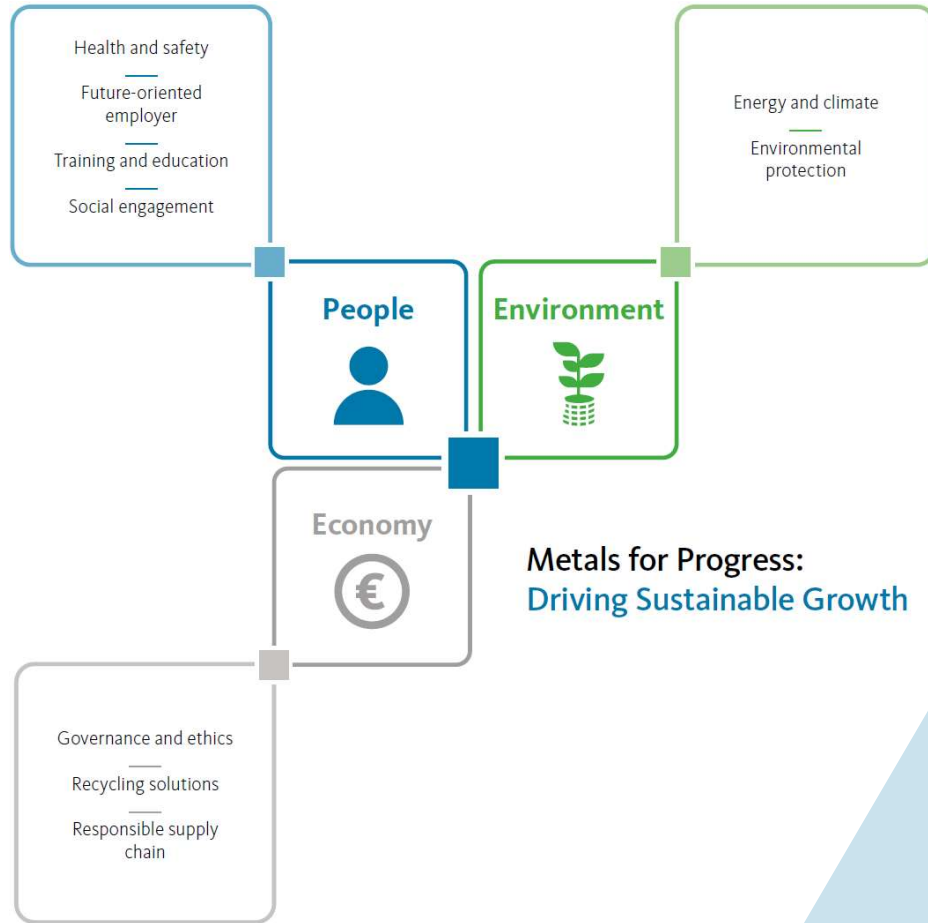 Health and safety
Future-oriented
employer
Training and education
Social engagement
Energy and climate
Environmental
protection
People
Environment
Economy
€
Metals for Progress:
Driving Sustainable Growth
Governance and ethics
Recycling solutions
Responsible supply
chain